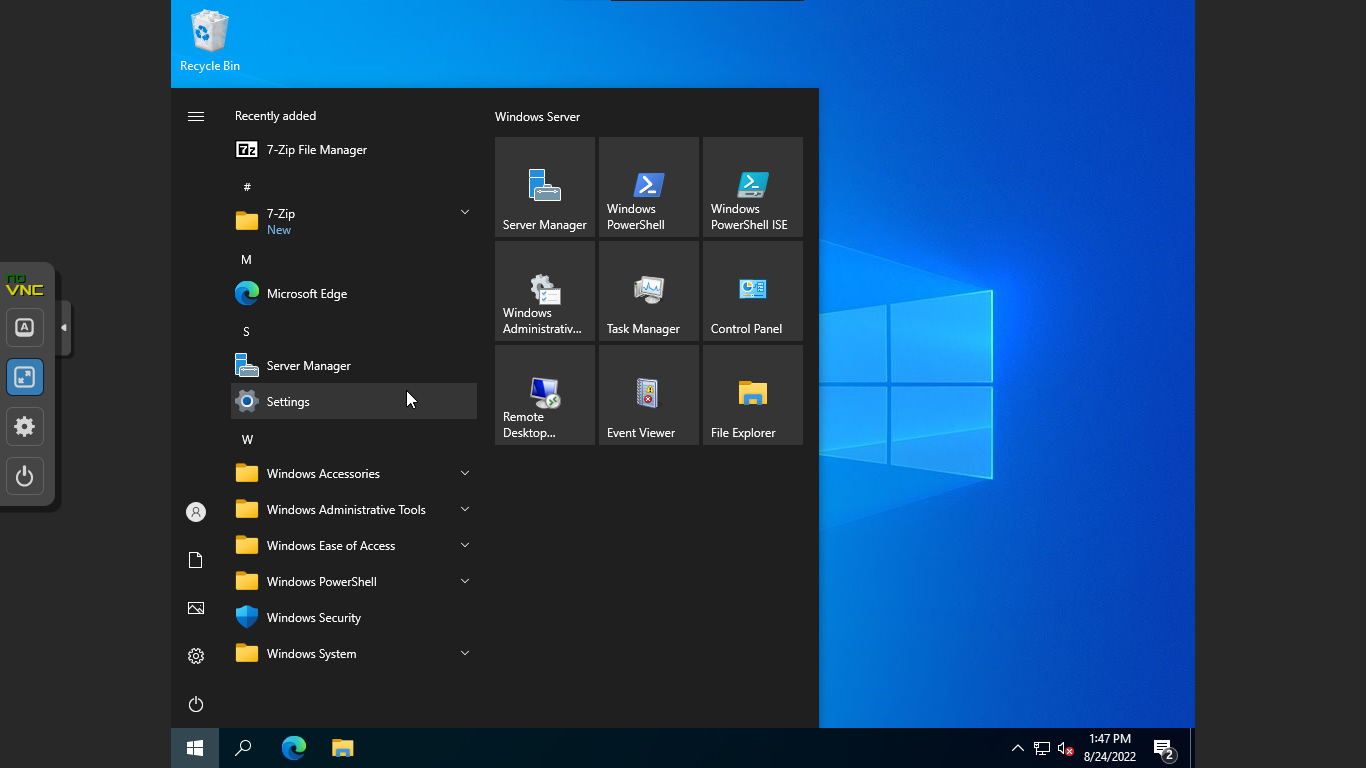 Recycle Bin
Recently added
7-Zip File Manager
#
7-Zip
New
M
Microsoft Edge
S
Server Manager
Settings
W
Windows Accessories
Windows Administrative Tools
Windows Ease of Access
Windows PowerShell
Windows Security
Windows System
Windows Server
Server Manager
Windows
PowerShell
Windows
PowerShell ISE
Windows
Administrativ...
Task Manager
Control Panel
Remote
Desktop...
Event Viewer
File Explorer
no
VNC
A
7z
1:47 PM
8/24/2022
2